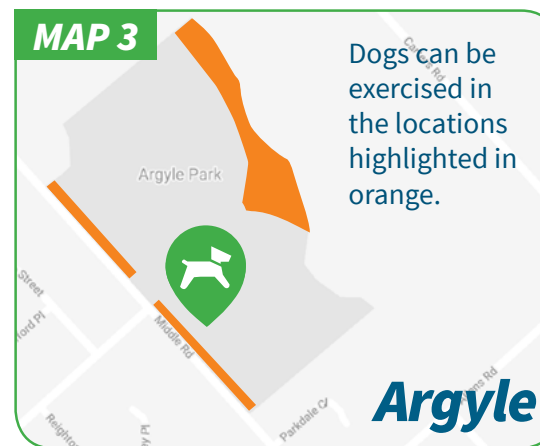 MAP 3
Dogs can be
exercised in
the locations
highlighted in
orange.
Argyle Park
Street
Middle Rd
Parkdale
Argyle